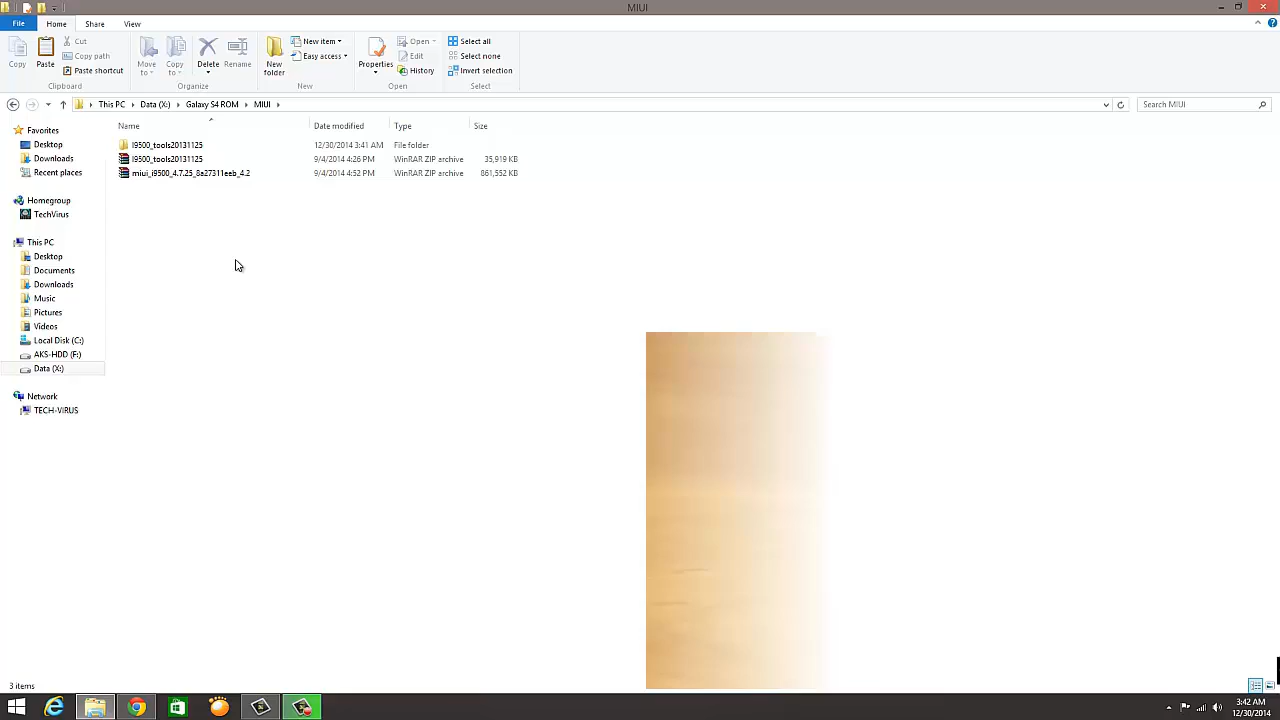 MIUI
File Home Share View
Copy
Paste
Cut
Copy path
Paste shortcut
Clipboard
Move to
Copy to
Delete
Rename
Organize
New folder
New item
Easy access
New
Properties
Open
Edit
History
Open
Select all
Select none
Invert selection
Select
This PC Data (X:) Galaxy S4 ROM MIUI
Search MIUI
Name Date modified Type Size
I9500_tools20131125 12/30/2014 3:41 AM File folder
I9500_tools20131125 9/4/2014 4:26 PM WinRAR ZIP archive 35,919 KB
miui_i9500_4.7.25_8a27311eeb_4.2 9/4/2014 4:52 PM WinRAR ZIP archive 861,552 KB
Favorites
Desktop
Downloads
Recent places
Homegroup
TechVirus
This PC
Desktop
Documents
Downloads
Music
Pictures
Videos
Local Disk (C:)
AKS-HDD (F:)
Data (X:)
Network
TECH-VIRUS
3 items
3:42 AM
12/30/2014